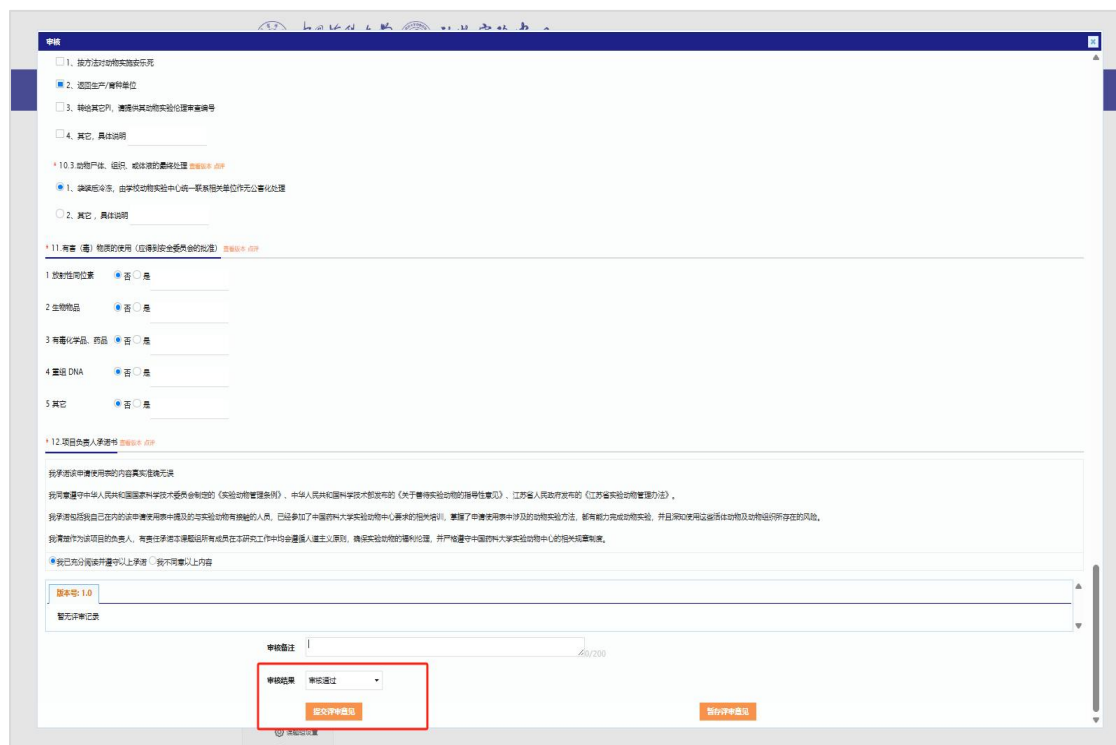 审核
1、按方法对动物实施安乐死
2、返回生产/育种单位
3、转给其它PI，请提供其动物实验伦理审查编号
4、其它，具体说明
* 10.3.动物尸体、组织、或体液的最终处理 查看版本 点评
1、袋装后冷冻，由学校动物实验中心统一联系相关单位作无公害化处理
2、其它，具体说明
* 11.有害（毒）物质的使用（应得到安全委员会的批准） 查看版本 点评
1 放射性同位素 否 是
2 生物物品 否 是
3 有毒化学品、药品 否 是
4 重组 DNA 否 是
5 其它 否 是
* 12.项目负责人承诺书 查看版本 点评
我承诺该申请使用表的内容真实准确无误
我同意遵守中华人民共和国国家科学技术委员会制定的《实验动物管理条例》、中华人民共和国科学技术部发布的《关于善待实验动物的指导性意见》、江苏省人民政府发布的《江苏省实验动物管理办法》。
我承诺包括我自己在内的该申请使用表中提及的与实验动物有接触的人员，已经参加了中国药科大学实验动物中心要求的相关培训，掌握了申请使用表中涉及的动物实验方法，都有能力完成动物实验，并且深知使用这些活体动物及动物组织所存在的风险。
我清楚作为该项目的负责人，有责任承诺本课题组所有成员在本研究工作中均会遵循人道主义原则，确保实验动物的福利伦理，并严格遵守中国药科大学实验动物中心的相关规章制度。
我已充分阅读并遵守以上承诺 我不同意以上内容
版本号: 1.0
暂无评审记录
审核备注 0/200
审核结果 审核通过
提交评审意见 暂存评审意见